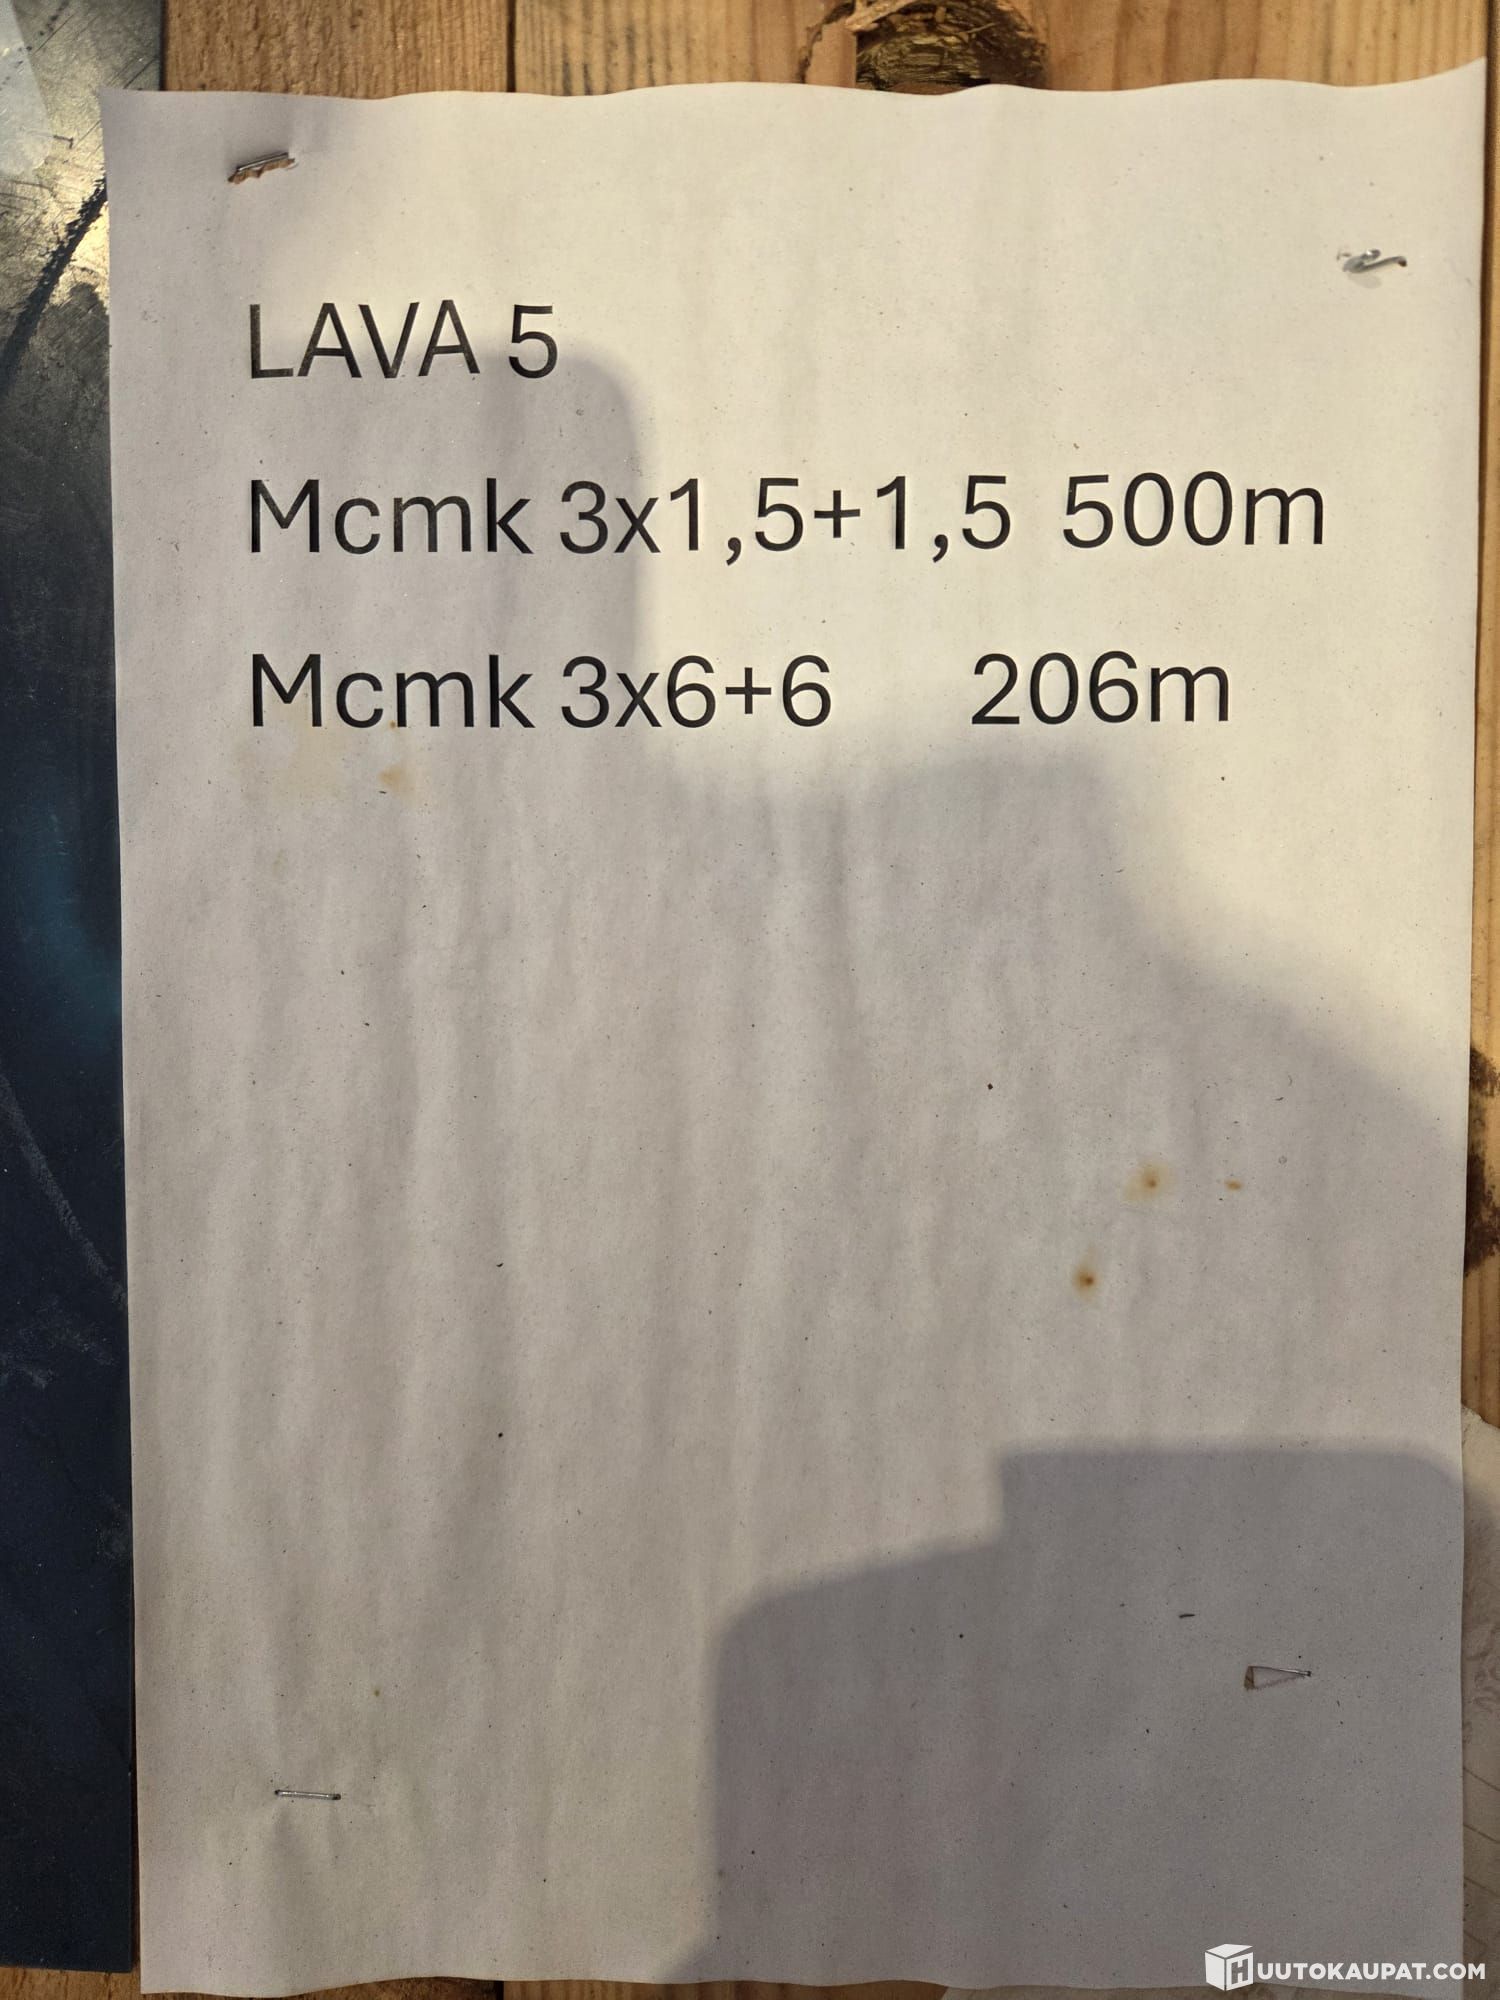 LAVA 5
Mcmk 3x1,5+1,5 500m
Mcmk 3x6+6 206m
HUUTOKAUPAT.COM